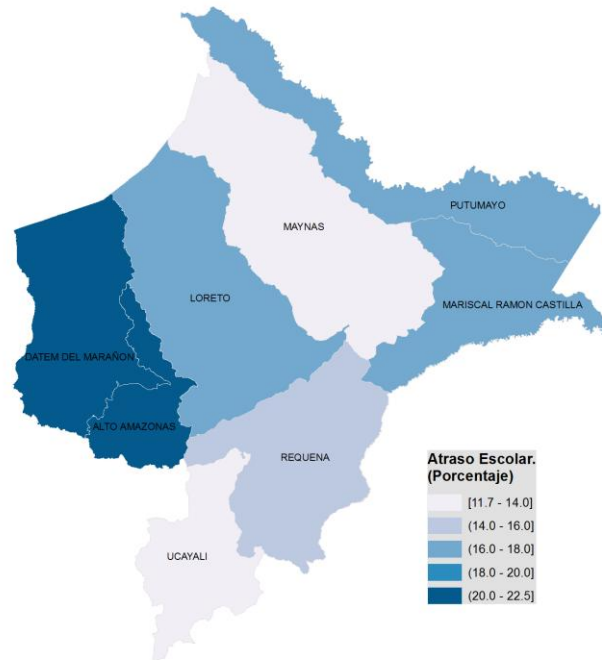 PUTUMAYO
MAYNAS
LORETO
MARISCAL RAMON CASTILLA
DATEM DEL MARAÑON
ALTO AMAZONAS
REQUENA
UCAYALI
Atraso Escolar.
(Porcentaje)
[11.7 - 14.0]
(14.0 - 16.0]
(16.0 - 18.0]
(18.0 - 20.0]
(20.0 - 22.5]